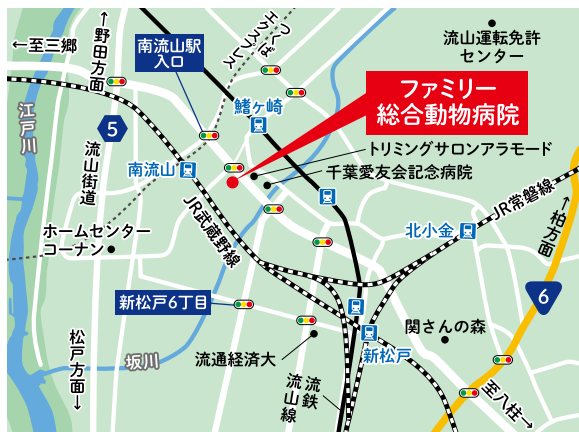 ←至三郷
←野田方面
南流山駅
入口
つくば
エクスプレス
流山運転免許
センター
ファミリー
総合動物病院
江戸川
5
流山街道
鰭ヶ崎
トリミングサロンアラモード
千葉愛友会記念病院
南流山
JR武蔵野線
JR常磐線
←柏方面
北小金
ホームセンター
コーナン
新松戸6丁目
6
松戸方面→
坂川
流通経済大
流鉄
流山線
新松戸
関さんの森
至八柱→